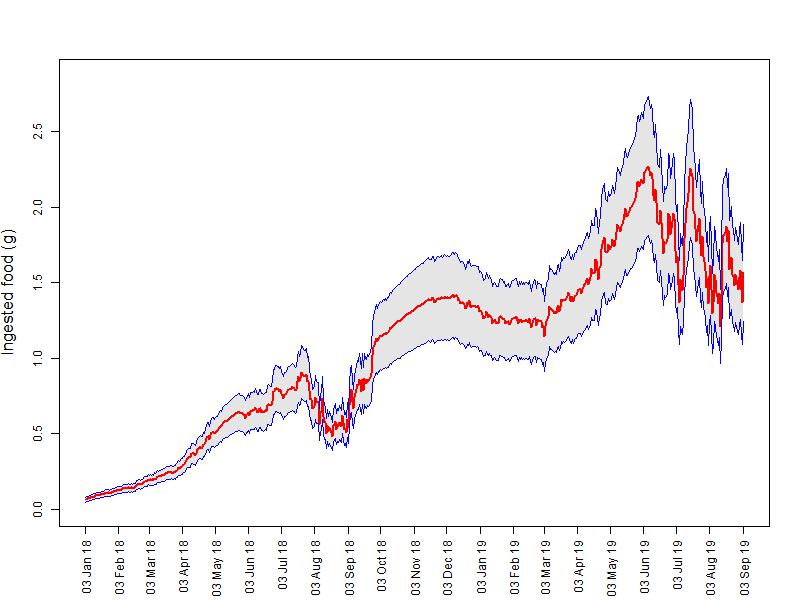 Ingested food (g)
2.5
2.0
1.5
1.0
0.5
0.0
03 Jan 18
03 Feb 18
03 Mar 18
03 Apr 18
03 May 18
03 Jun 18
03 Jul 18
03 Aug 18
03 Sep 18
03 Oct 18
03 Nov 18
03 Dec 18
03 Jan 19
03 Feb 19
03 Mar 19
03 Apr 19
03 May 19
03 Jun 19
03 Jul 19
03 Aug 19
03 Sep 19